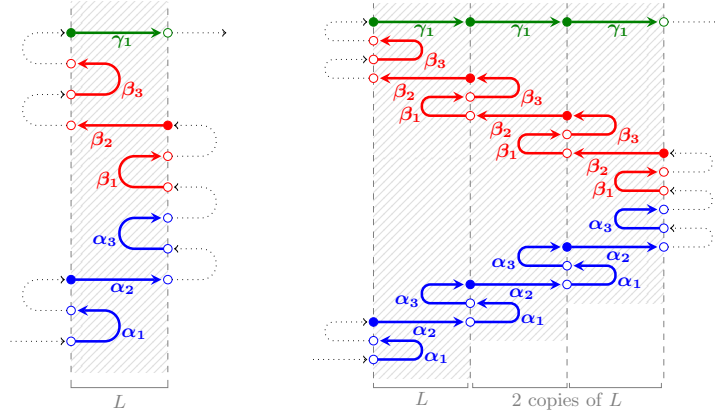 γ₁
β₃
β₂
β₁
α₃
α₂
α₁
L
γ₁ γ₁ γ₁
β₃
β₂ β₃
β₁
β₂ β₃
β₁
β₂
β₁
α₃
α₂
α₃
α₁
α₃ α₂
α₂ α₁
α₁
L 2 copies of L